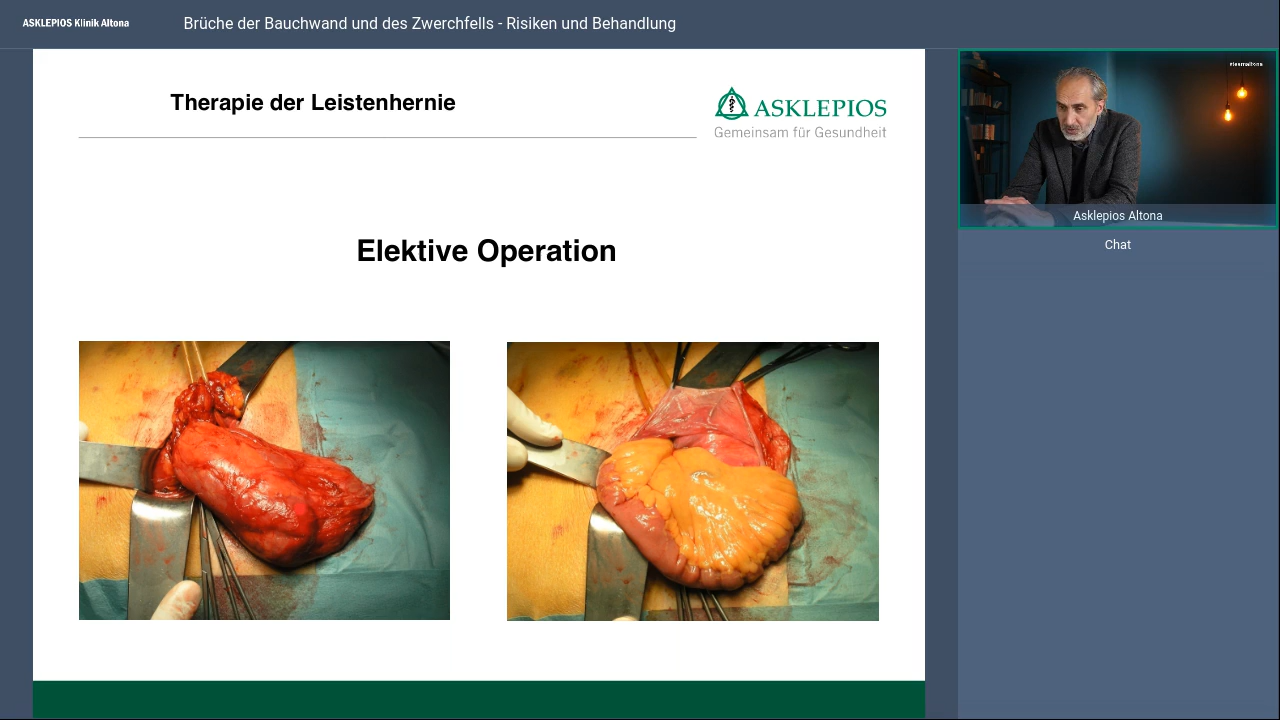 ASKLEPIOS Klinik Altona
Brüche der Bauchwand und des Zwerchfells - Risiken und Behandlung
Therapie der Leistenhernie
ASKLEPIOS
Gemeinsam für Gesundheit
Elektive Operation
#teamaltona
Asklepios Altona
Chat